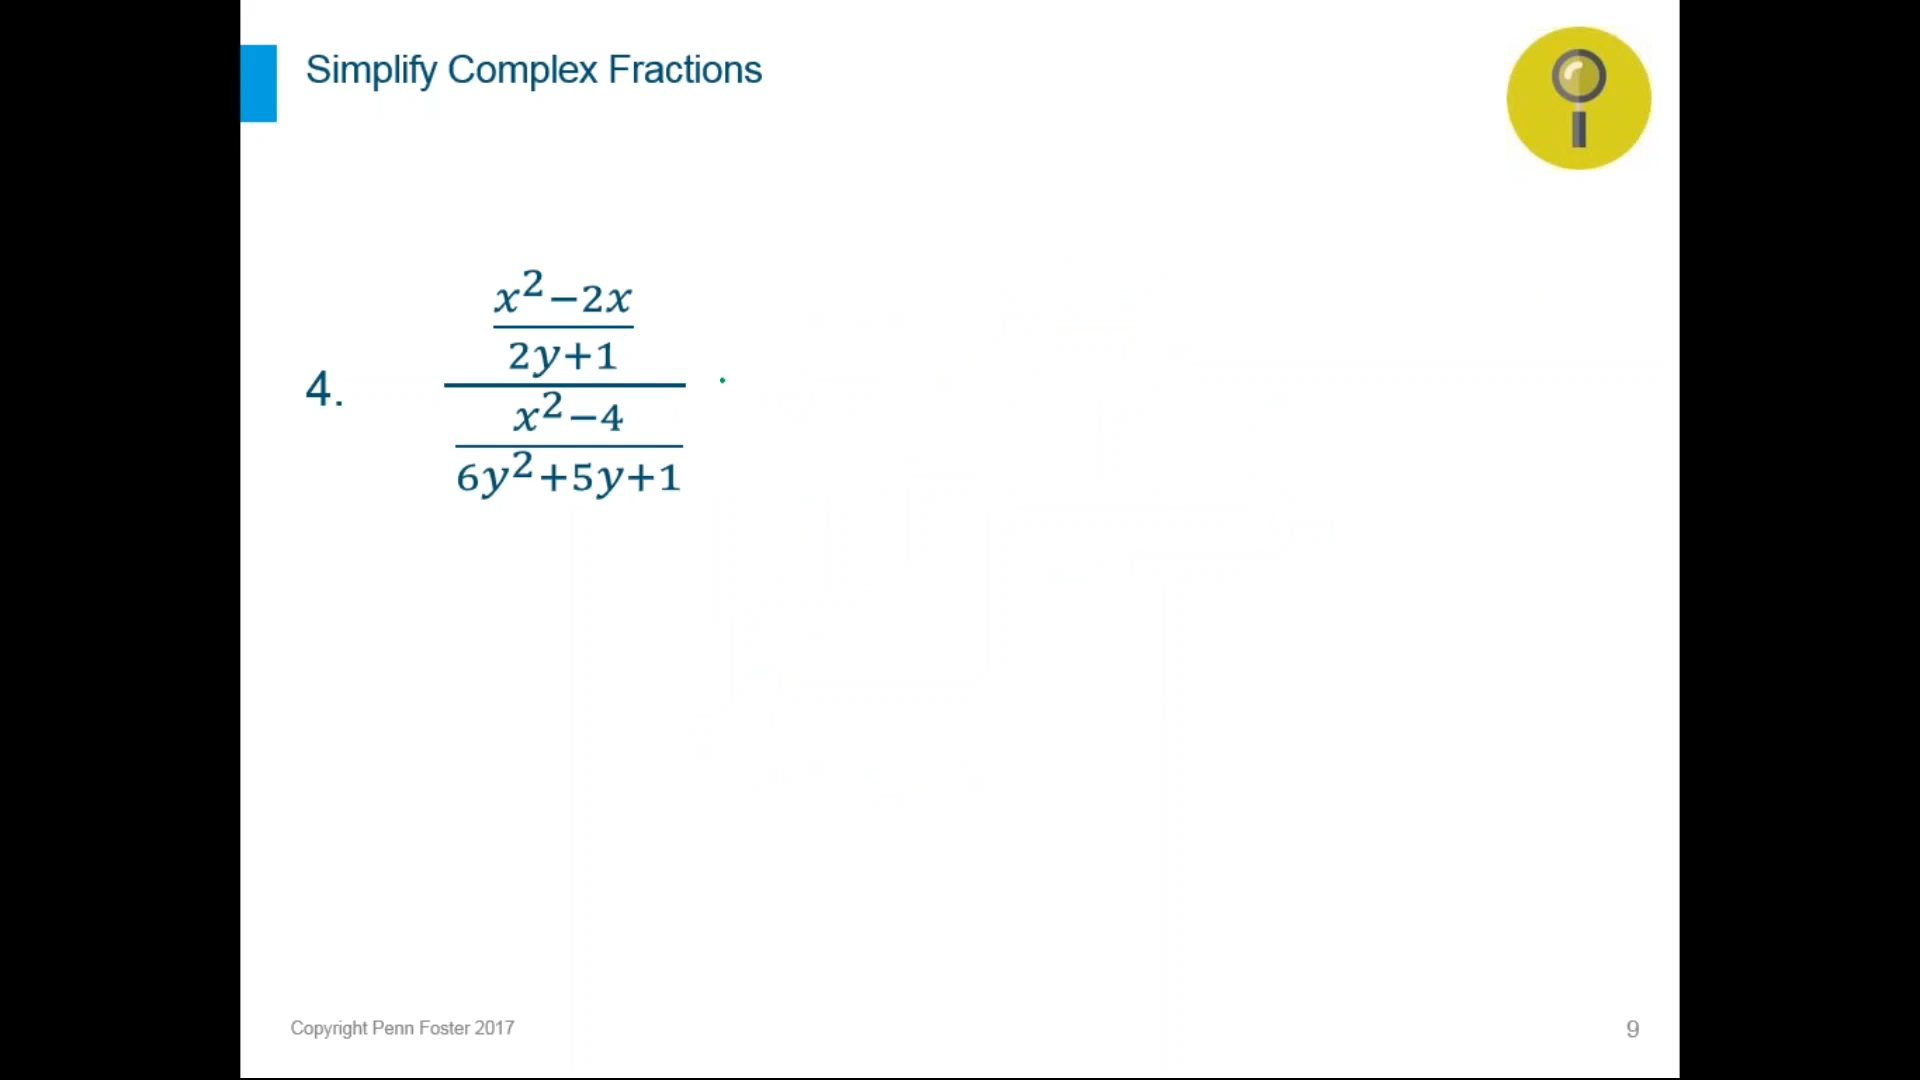 Simplify Complex Fractions
x²−2x
2y+1
4.
x²−4
6y²+5y+1
Copyright Penn Foster 2017
9